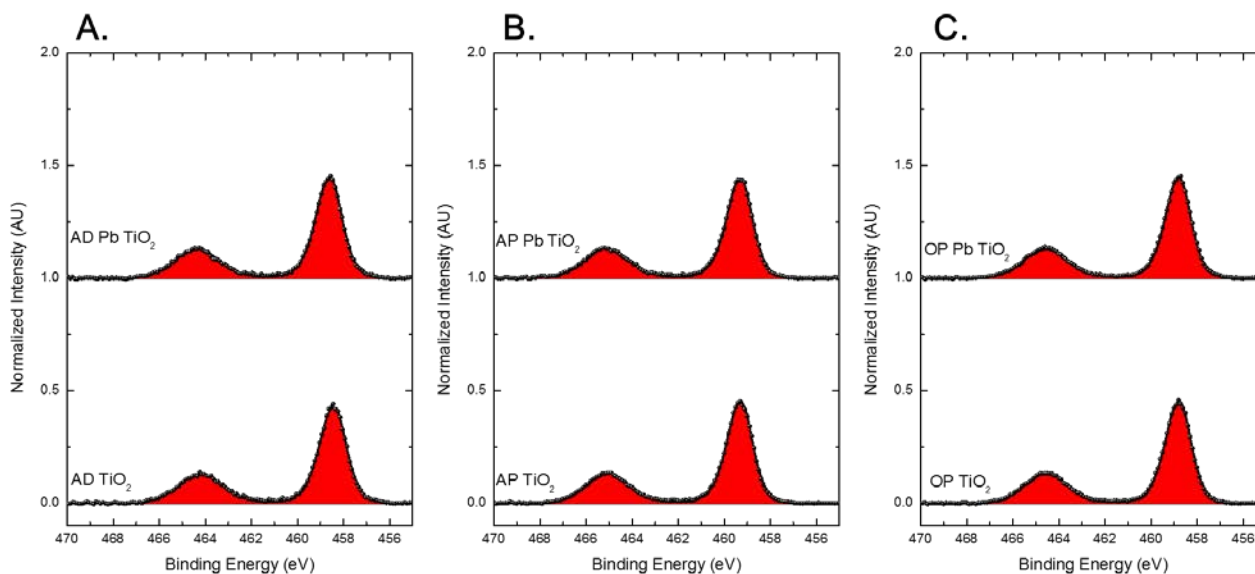 A.
2.0
1.5
1.0
0.5
0.0
Normalized Intensity (AU)
AD Pb TiO₂
AD TiO₂
470 468 466 464 462 460 458 456
Binding Energy (eV)
B.
2.0
1.5
1.0
0.5
0.0
Normalized Intensity (AU)
AP Pb TiO₂
AP TiO₂
470 468 466 464 462 460 458 456
Binding Energy (eV)
C.
2.0
1.5
1.0
0.5
0.0
Normalized Intensity (AU)
OP Pb TiO₂
OP TiO₂
470 468 466 464 462 460 458 456
Binding Energy (eV)